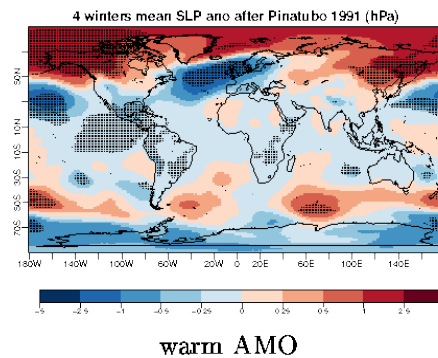 4 winters mean SLP ano after Pinatubo 1991 (hPa)
50N
10N
10S
30S
50S
70S
180W 140W 100W 60W 20W 0 20E 60E 100E 140E
-5 -2.5 -1 -0.5 -0.25 0 0.25 0.5 1 2.5
warm AMO